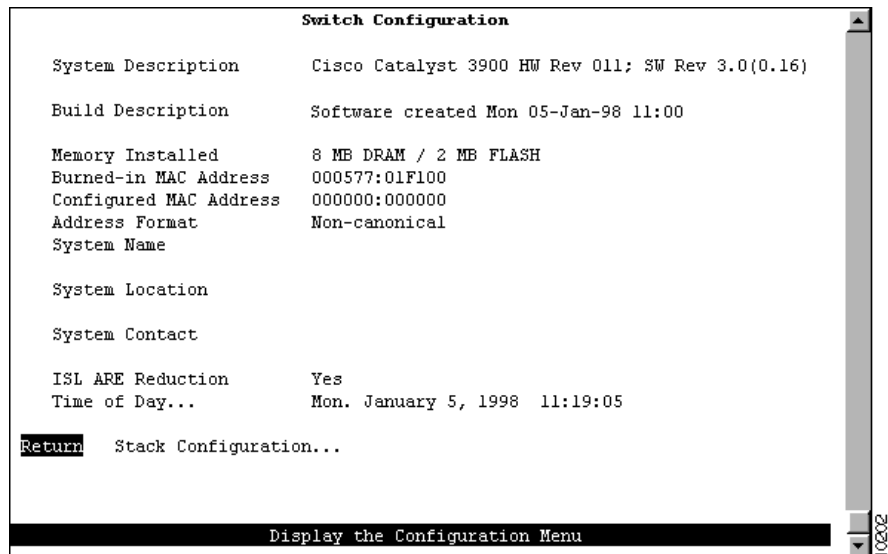 Switch Configuration
System Description Cisco Catalyst 3900 HW Rev 011; SW Rev 3.0(0.16)
Build Description Software created Mon 05-Jan-98 11:00
Memory Installed 8 MB DRAM / 2 MB FLASH
Burned-in MAC Address 000577:01F100
Configured MAC Address 000000:000000
Address Format Non-canonical
System Name
System Location
System Contact
ISL ARE Reduction Yes
Time of Day... Mon. January 5, 1998 11:19:05
Return Stack Configuration...
Display the Configuration Menu
10202